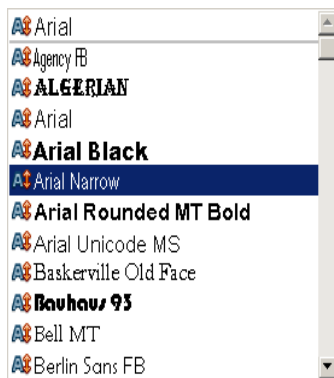 Arial
Agency FB
ALGERIAN
Arial
Arial Black
Arial Narrow
Arial Rounded MT Bold
Arial Unicode MS
Baskerville Old Face
Bauhaus 93
Bell MT
Berlin Sans FB